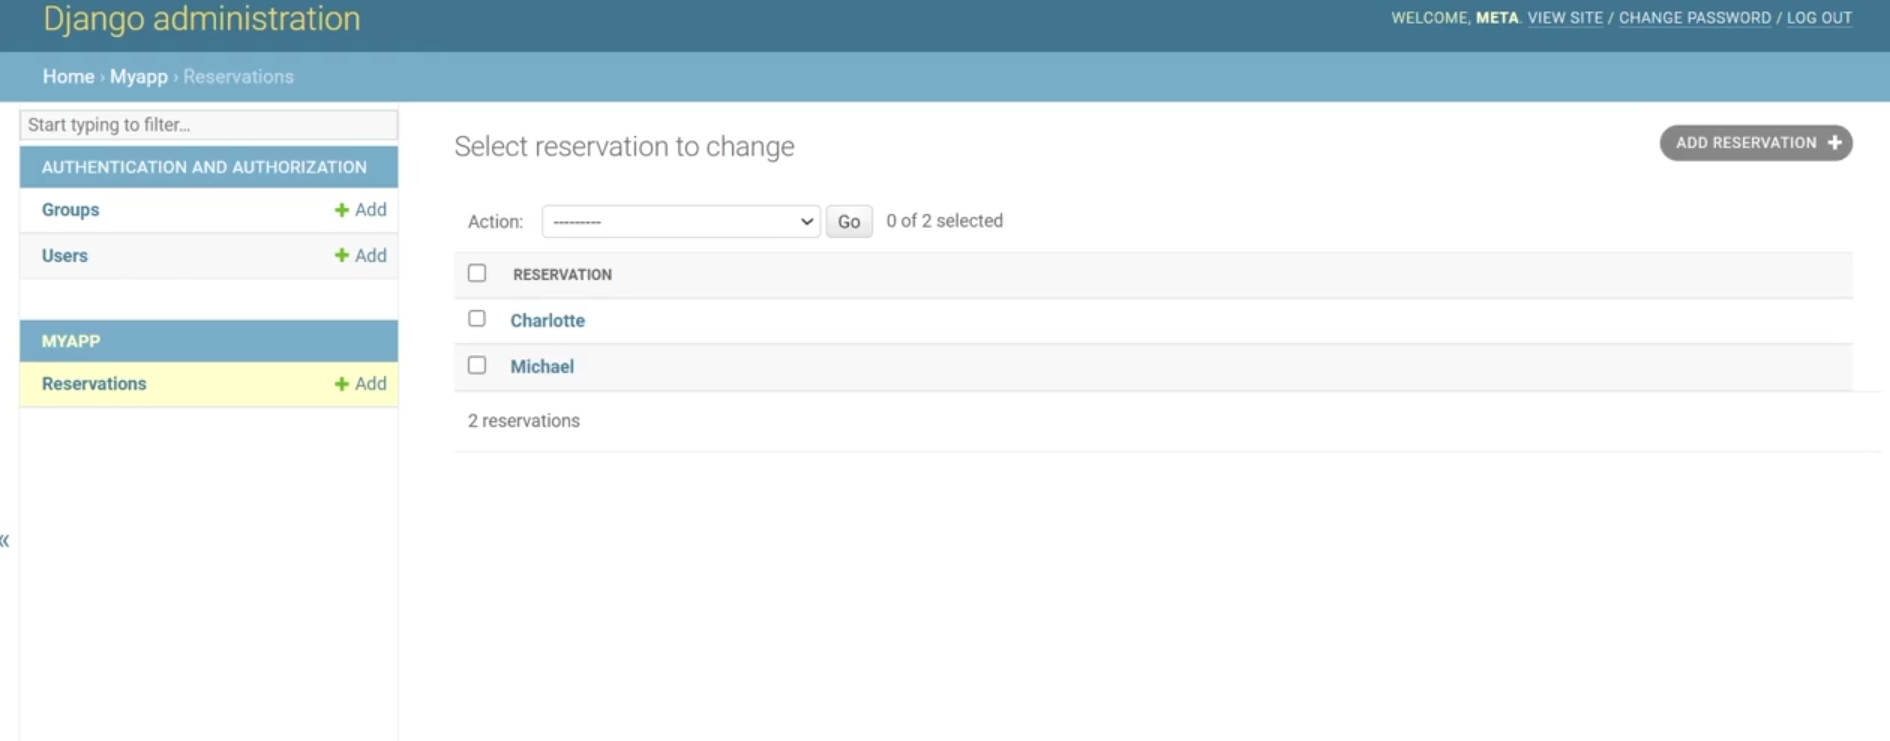 Django administration
WELCOME, META. VIEW SITE / CHANGE PASSWORD / LOG OUT
Home › Myapp › Reservations
Start typing to filter...
AUTHENTICATION AND AUTHORIZATION
Groups + Add
Users + Add
MYAPP
Reservations + Add
Select reservation to change
ADD RESERVATION +
Action: --------- Go 0 of 2 selected
RESERVATION
Charlotte
Michael
2 reservations
«